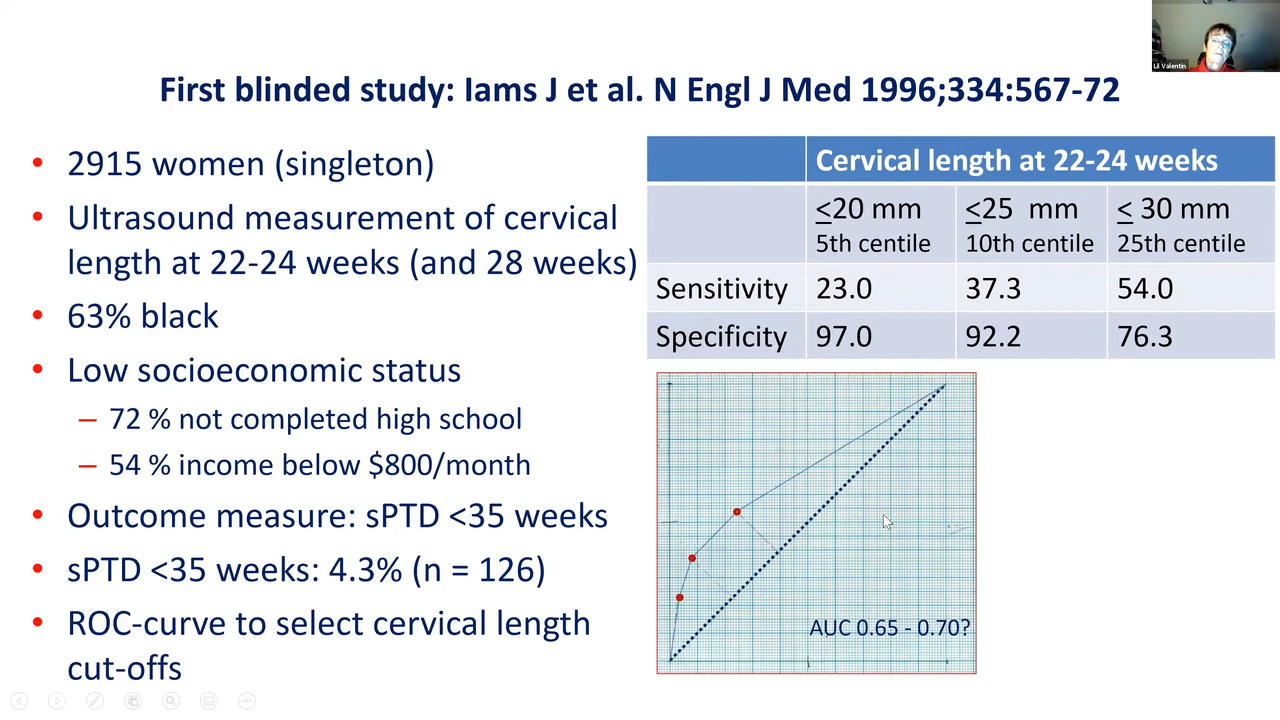 Lil Valentin
First blinded study: Iams J et al. N Engl J Med 1996;334:567-72
• 2915 women (singleton)
• Ultrasound measurement of cervical
length at 22-24 weeks (and 28 weeks)
• 63% black
• Low socioeconomic status
– 72 % not completed high school
– 54 % income below $800/month
• Outcome measure: sPTD <35 weeks
• sPTD <35 weeks: 4.3% (n = 126)
• ROC-curve to select cervical length
cut-offs
Cervical length at 22-24 weeks
≤20 mm ≤25 mm ≤ 30 mm
5th centile 10th centile 25th centile
Sensitivity 23.0 37.3 54.0
Specificity 97.0 92.2 76.3
AUC 0.65 - 0.70?